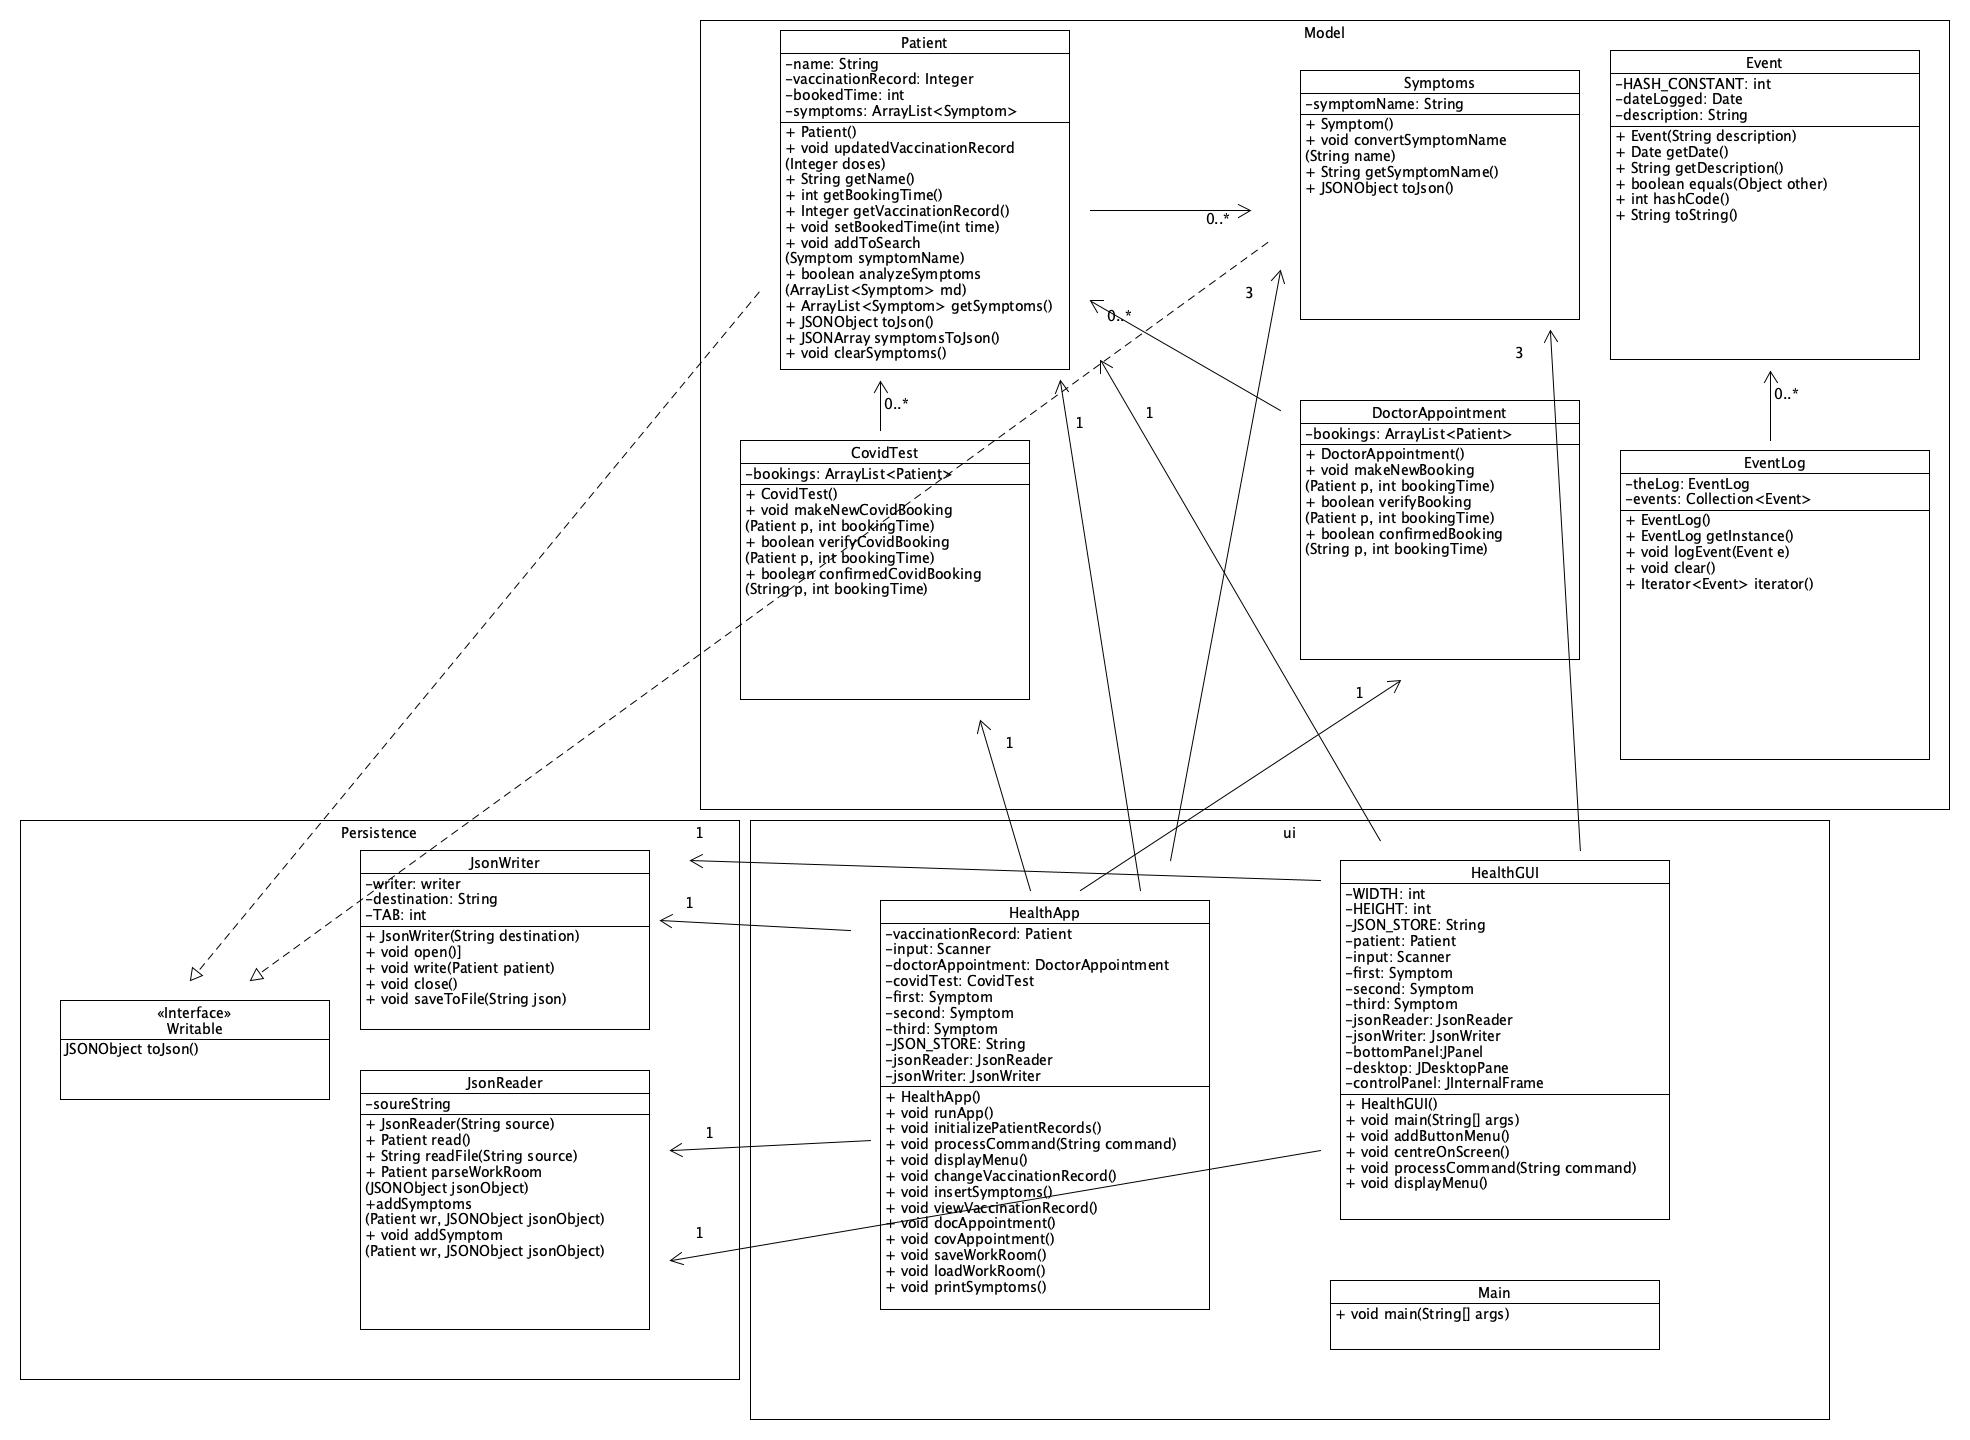 Model
Patient
-name: String
-vaccinationRecord: Integer
-bookedTime: int
-symptoms: ArrayList<Symptom>
+ Patient()
+ void updatedVaccinationRecord
(Integer doses)
+ String getName()
+ int getBookingTime()
+ Integer getVaccinationRecord()
+ void setBookedTime(int time)
+ void addToSearch
(Symptom symptomName)
+ boolean analyzeSymptoms
(ArrayList<Symptom> md)
+ ArrayList<Symptom> getSymptoms()
+ JSONObject toJson()
+ JSONArray symptomsToJson()
+ void clearSymptoms()
Symptoms
-symptomName: String
+ Symptom()
+ void convertSymptomName
(String name)
+ String getSymptomName()
+ JSONObject toJson()
Event
-HASH_CONSTANT: int
-dateLogged: Date
-description: String
+ Event(String description)
+ Date getDate()
+ String getDescription()
+ boolean equals(Object other)
+ int hashCode()
+ String toString()
0..*
3
0..*
3
0..*
0..*
1
1
CovidTest
-bookings: ArrayList<Patient>
+ CovidTest()
+ void makeNewCovidBooking
(Patient p, int bookingTime)
+ boolean verifyCovidBooking
(Patient p, int bookingTime)
+ boolean confirmedCovidBooking
(String p, int bookingTime)
DoctorAppointment
-bookings: ArrayList<Patient>
+ DoctorAppointment()
+ void makeNewBooking
(Patient p, int bookingTime)
+ boolean verifyBooking
(Patient p, int bookingTime)
+ boolean confirmedBooking
(String p, int bookingTime)
EventLog
-theLog: EventLog
-events: Collection<Event>
+ EventLog()
+ EventLog getInstance()
+ void logEvent(Event e)
+ void clear()
+ Iterator<Event> iterator()
1
1
Persistence
1
JsonWriter
-writer: writer
-destination: String
-TAB: int
+ JsonWriter(String destination)
+ void open()]
+ void write(Patient patient)
+ void close()
+ void saveToFile(String json)
1
«Interface»
Writable
JSONObject toJson()
JsonReader
-soureString
+ JsonReader(String source)
+ Patient read()
+ String readFile(String source)
+ Patient parseWorkRoom
(JSONObject jsonObject)
+addSymptoms
(Patient wr, JSONObject jsonObject)
+ void addSymptom
(Patient wr, JSONObject jsonObject)
1
1
ui
HealthApp
-vaccinationRecord: Patient
-input: Scanner
-doctorAppointment: DoctorAppointment
-covidTest: CovidTest
-first: Symptom
-second: Symptom
-third: Symptom
-JSON_STORE: String
-jsonReader: JsonReader
-jsonWriter: JsonWriter
+ HealthApp()
+ void runApp()
+ void initializePatientRecords()
+ void processCommand(String command)
+ void displayMenu()
+ void changeVaccinationRecord()
+ void insertSymptoms()
+ void viewVaccinationRecord()
+ void docAppointment()
+ void covAppointment()
+ void saveWorkRoom()
+ void loadWorkRoom()
+ void printSymptoms()
HealthGUI
-WIDTH: int
-HEIGHT: int
-JSON_STORE: String
-patient: Patient
-input: Scanner
-first: Symptom
-second: Symptom
-third: Symptom
-jsonReader: JsonReader
-jsonWriter: JsonWriter
-bottomPanel:JPanel
-desktop: JDesktopPane
-controlPanel: JInternalFrame
+ HealthGUI()
+ void main(String[] args)
+ void addButtonMenu()
+ void centreOnScreen()
+ void processCommand(String command)
+ void displayMenu()
Main
+ void main(String[] args)